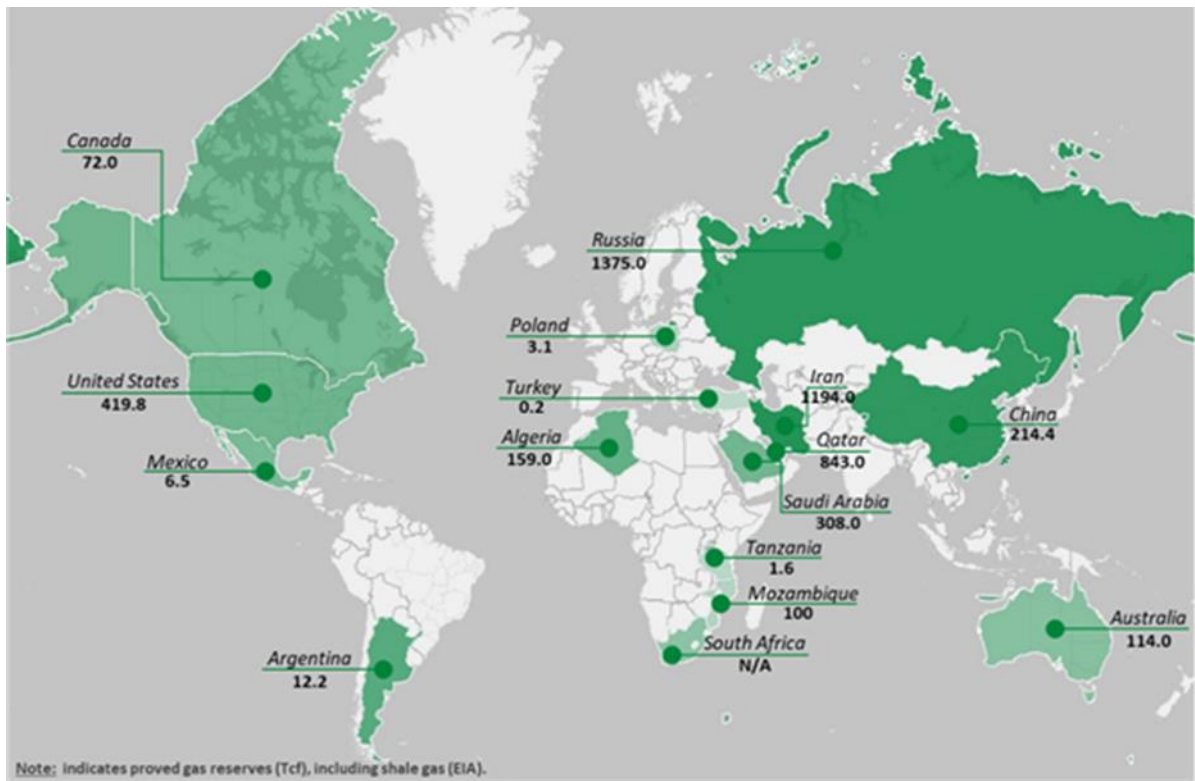 Canada
72.0
Russia
1375.0
Poland
3.1
United States
419.8
Turkey
0.2
Iran
1194.0
China
214.4
Algeria
159.0
Qatar
843.0
Mexico
6.5
Saudi Arabia
308.0
Tanzania
1.6
Mozambique
100
Australia
114.0
South Africa
N/A
Argentina
12.2
Note: indicates proved gas reserves (Tcf), including shale gas (EIA).